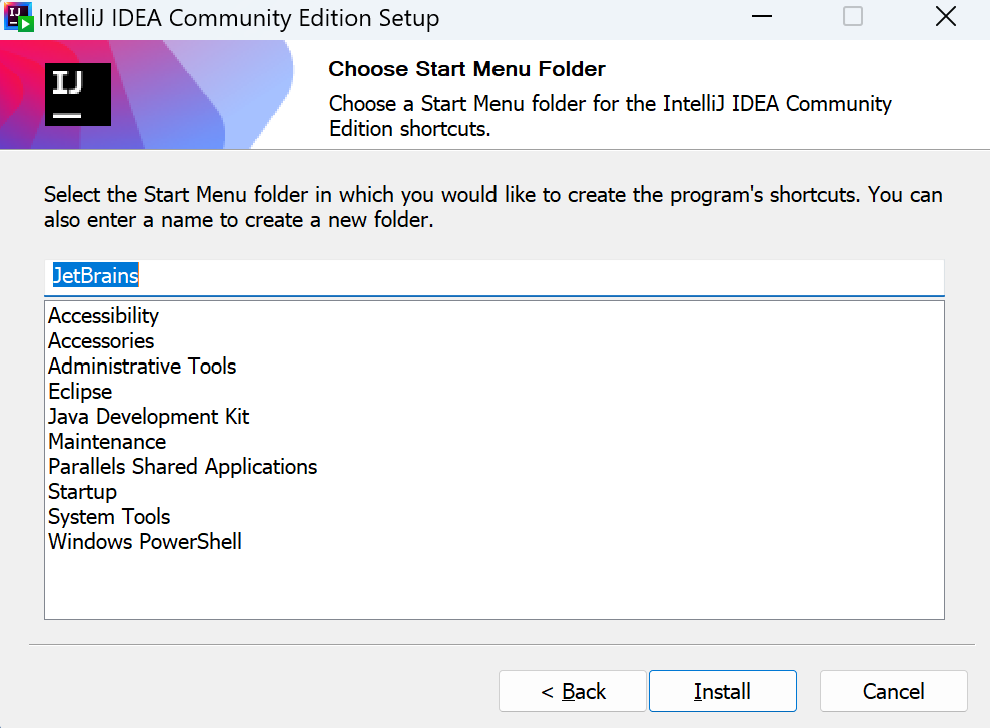 IntelliJ IDEA Community Edition Setup
IJ
Choose Start Menu Folder
Choose a Start Menu folder for the IntelliJ IDEA Community
Edition shortcuts.
Select the Start Menu folder in which you would like to create the program's shortcuts. You can
also enter a name to create a new folder.
JetBrains
Accessibility
Accessories
Administrative Tools
Eclipse
Java Development Kit
Maintenance
Parallels Shared Applications
Startup
System Tools
Windows PowerShell
< Back
Install
Cancel